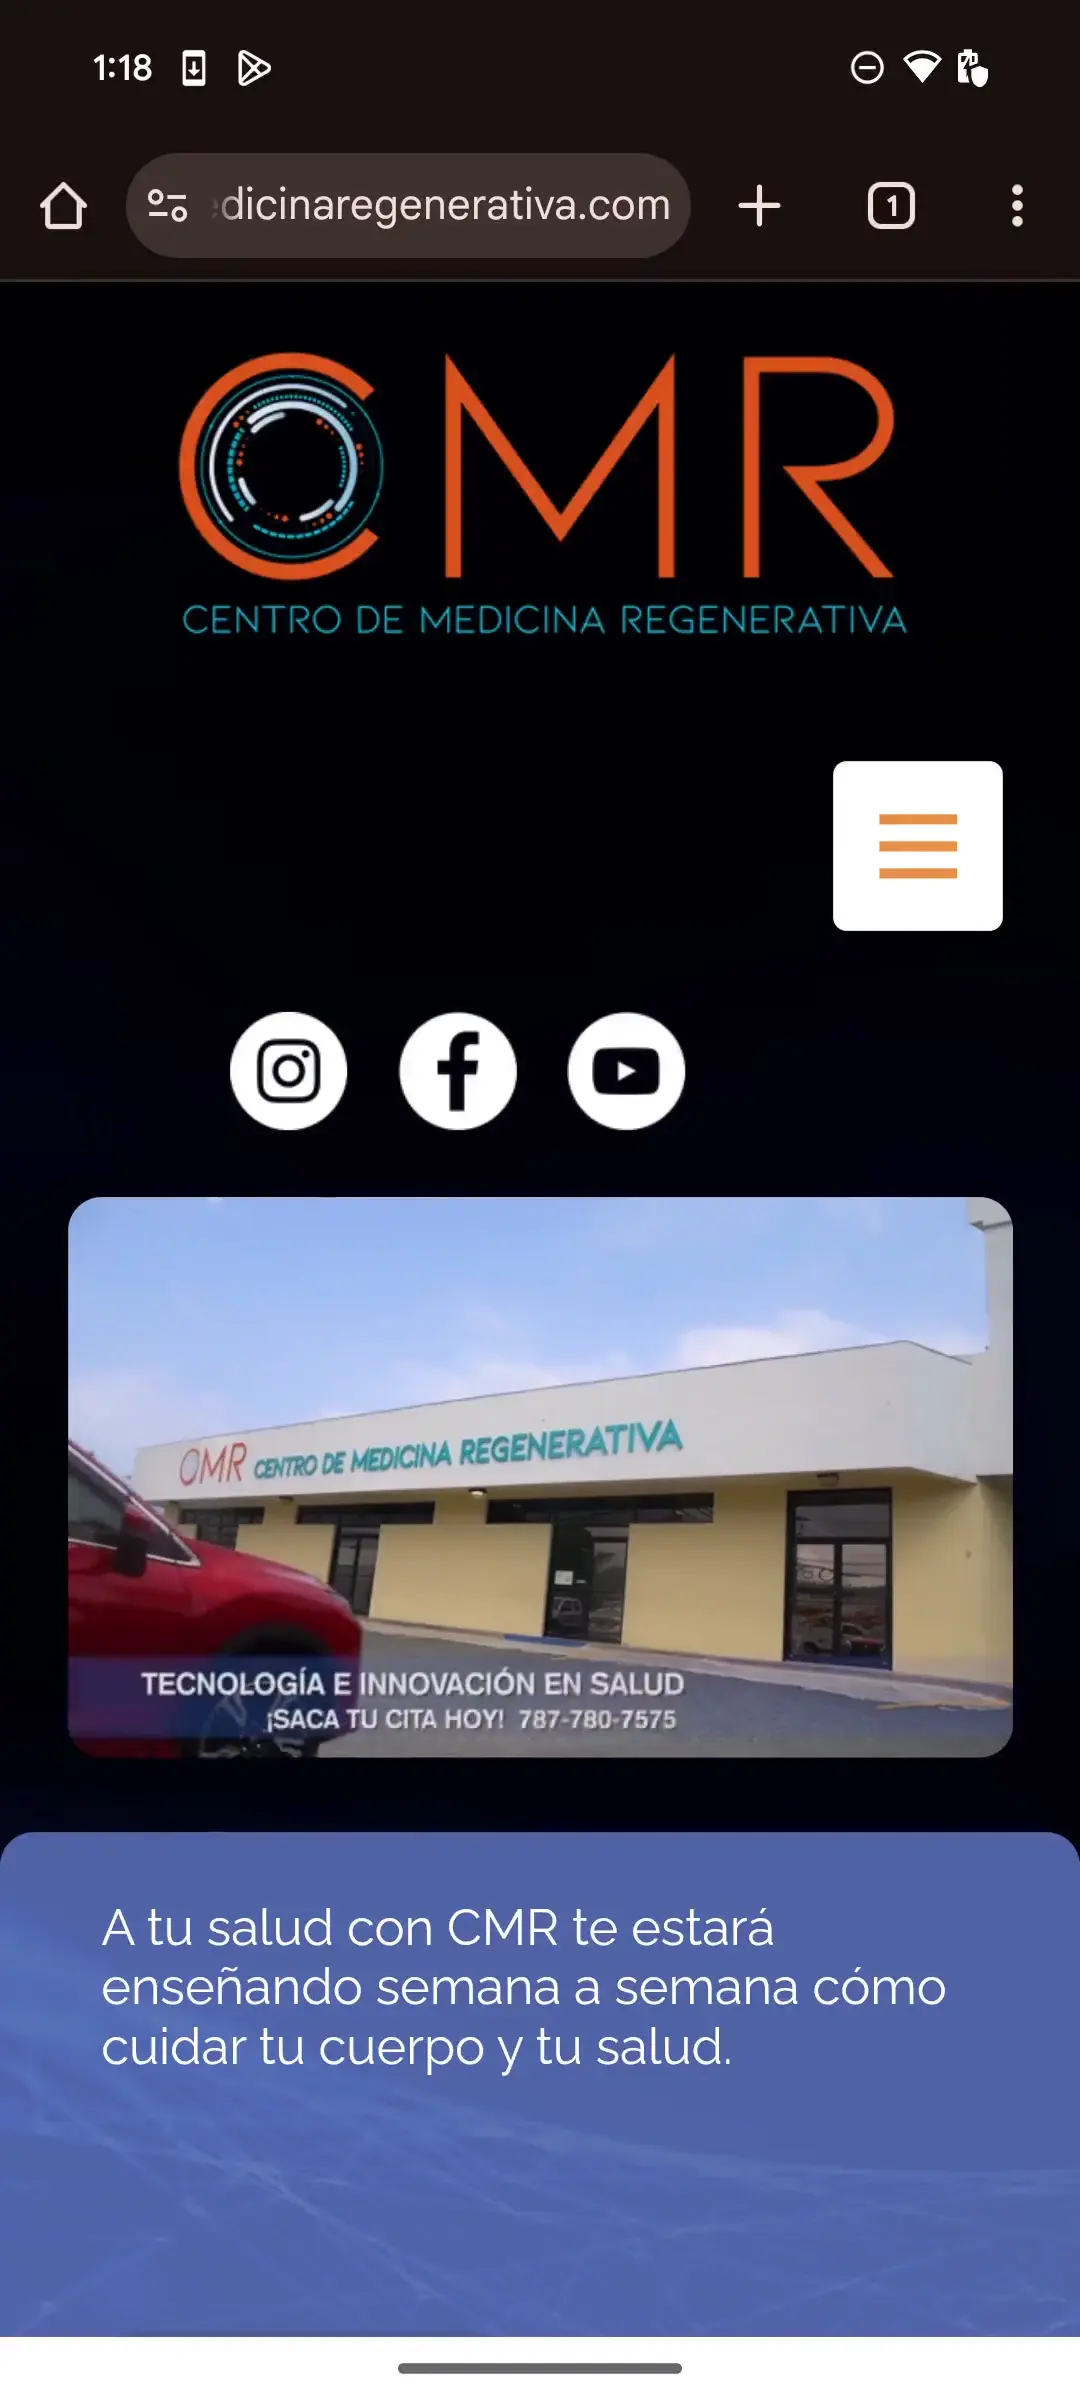 1:18
dicinaregenerativa.com
1
CMR
CENTRO DE MEDICINA REGENERATIVA
CMR CENTRO DE MEDICINA REGENERATIVA
TECNOLOGÍA E INNOVACIÓN EN SALUD
¡SACA TU CITA HOY! 787-780-7575
A tu salud con CMR te estará
enseñando semana a semana cómo
cuidar tu cuerpo y tu salud.